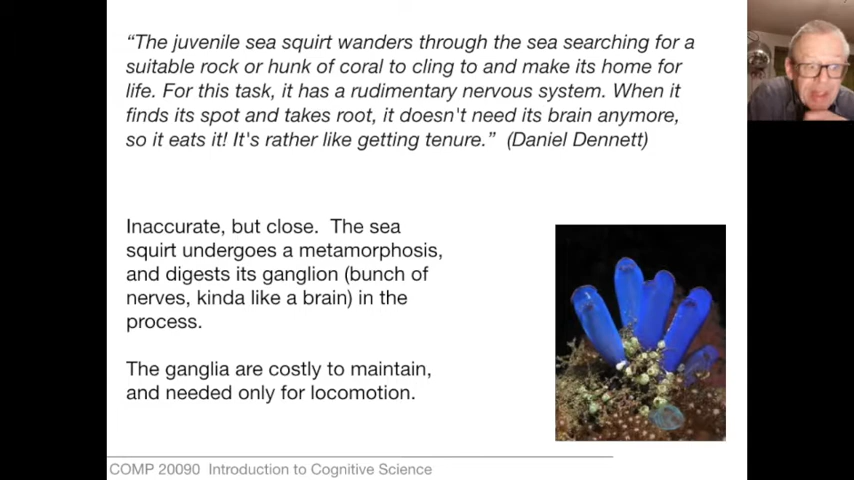 “The juvenile sea squirt wanders through the sea searching for a
suitable rock or hunk of coral to cling to and make its home for
life. For this task, it has a rudimentary nervous system. When it
finds its spot and takes root, it doesn't need its brain anymore,
so it eats it! It's rather like getting tenure.” (Daniel Dennett)
Inaccurate, but close. The sea
squirt undergoes a metamorphosis,
and digests its ganglion (bunch of
nerves, kinda like a brain) in the
process.
The ganglia are costly to maintain,
and needed only for locomotion.
COMP 20090 Introduction to Cognitive Science